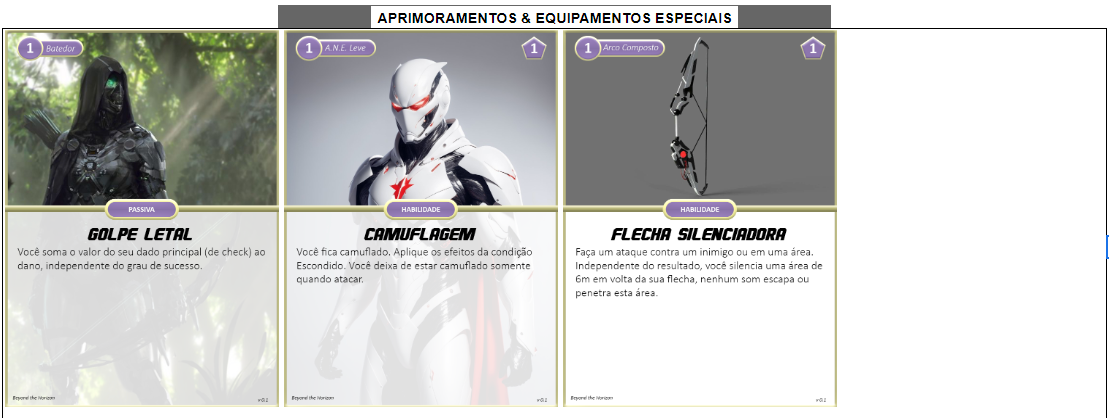 APRIMORAMENTOS & EQUIPAMENTOS ESPECIAIS
1 Batedor
PASSIVA
GOLPE LETAL
Você soma o valor do seu dado principal (de check) ao
dano, independente do grau de sucesso.
Beyond the Horizon
v 0.1
1 A.N.E. Leve
1
HABILIDADE
CAMUFLAGEM
Você fica camuflado. Aplique os efeitos da condição
Escondido. Você deixa de estar camuflado somente
quando atacar.
Beyond the Horizon
v 0.1
1 Arco Composto
1
HABILIDADE
FLECHA SILENCIADORA
Faça um ataque contra um inimigo ou em uma área.
Independente do resultado, você silencia uma área de
6m em volta da sua flecha, nenhum som escapa ou
penetra esta área.
Beyond the Horizon
v 0.1